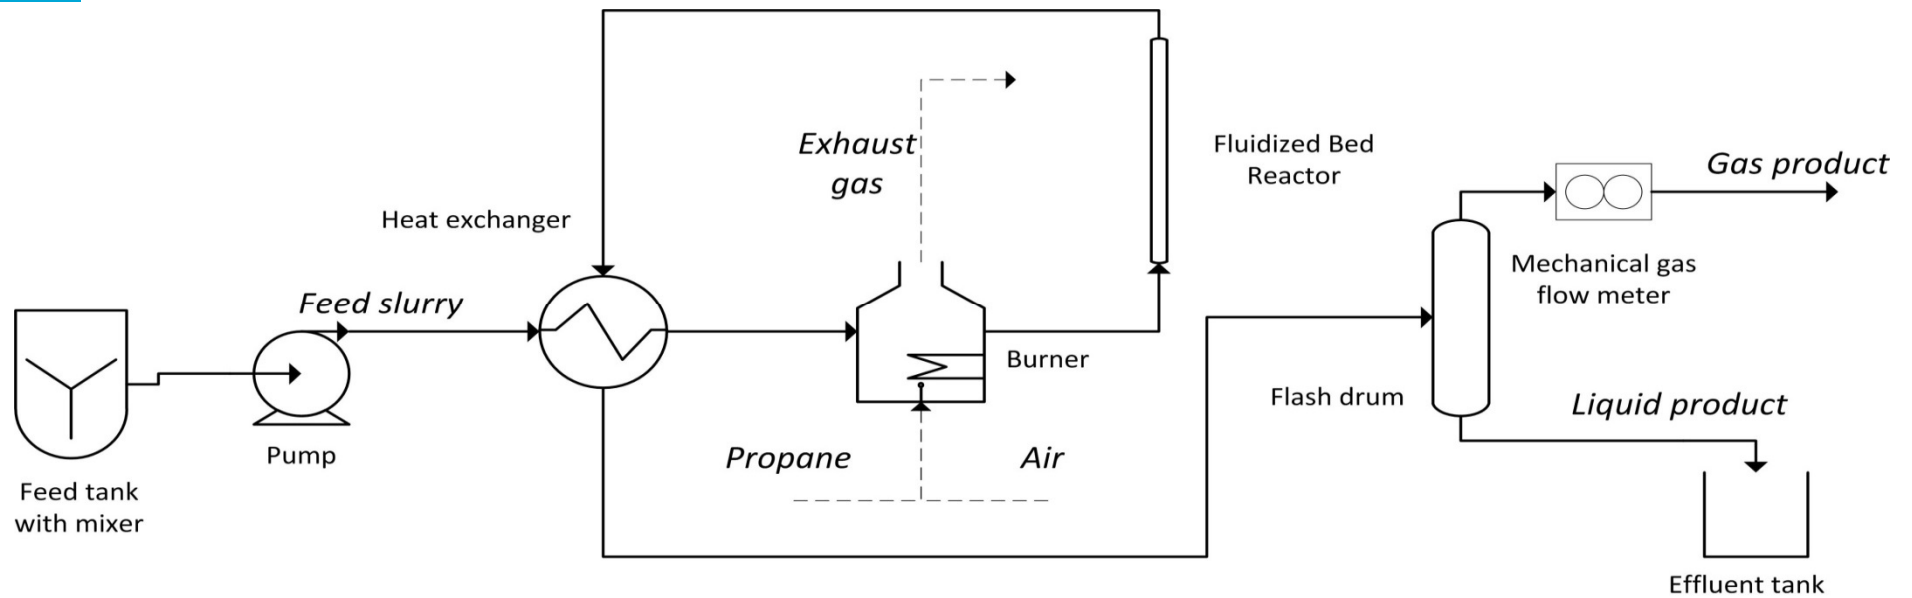 Exhaust
gas
Fluidized Bed
Reactor
Gas product
Heat exchanger
Mechanical gas
flow meter
Feed slurry
Burner
Flash drum
Liquid product
Pump
Propane
Air
Feed tank
with mixer
Effluent tank